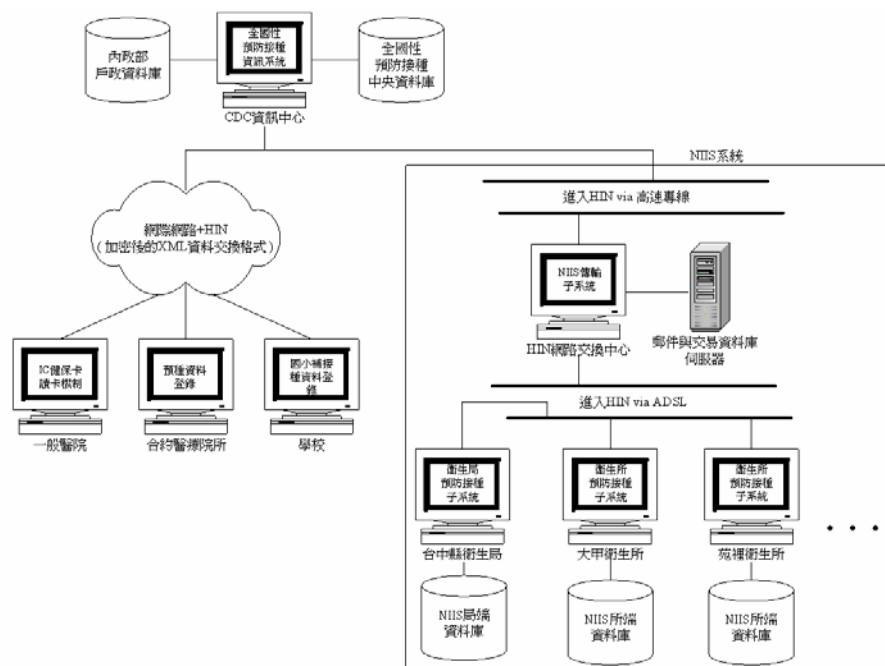 內政部
戶政資料庫
全國性
預防接種
資訊系統
全國性
預防接種
中央資料庫
CDC資訊中心
NIIS系統
進入HIN via 高速專線
網際網路+HIN
(加密後的XML資料交換格式)
NIIS傳輸
子系統
HIN網路交換中心
郵件與交易資料庫
伺服器
IC健保卡
讀卡機制
一般醫院
預種資料
登錄
合約醫療院所
國小補接
種資料登
錄
學校
進入HIN via ADSL
衛生局
預防接種
子系統
台中縣衛生局
衛生所
預防接種
子系統
大甲衛生所
衛生所
預防接種
子系統
苑裡衛生所
• • •
NIIS局端
資料庫
NIIS所端
資料庫
NIIS所端
資料庫